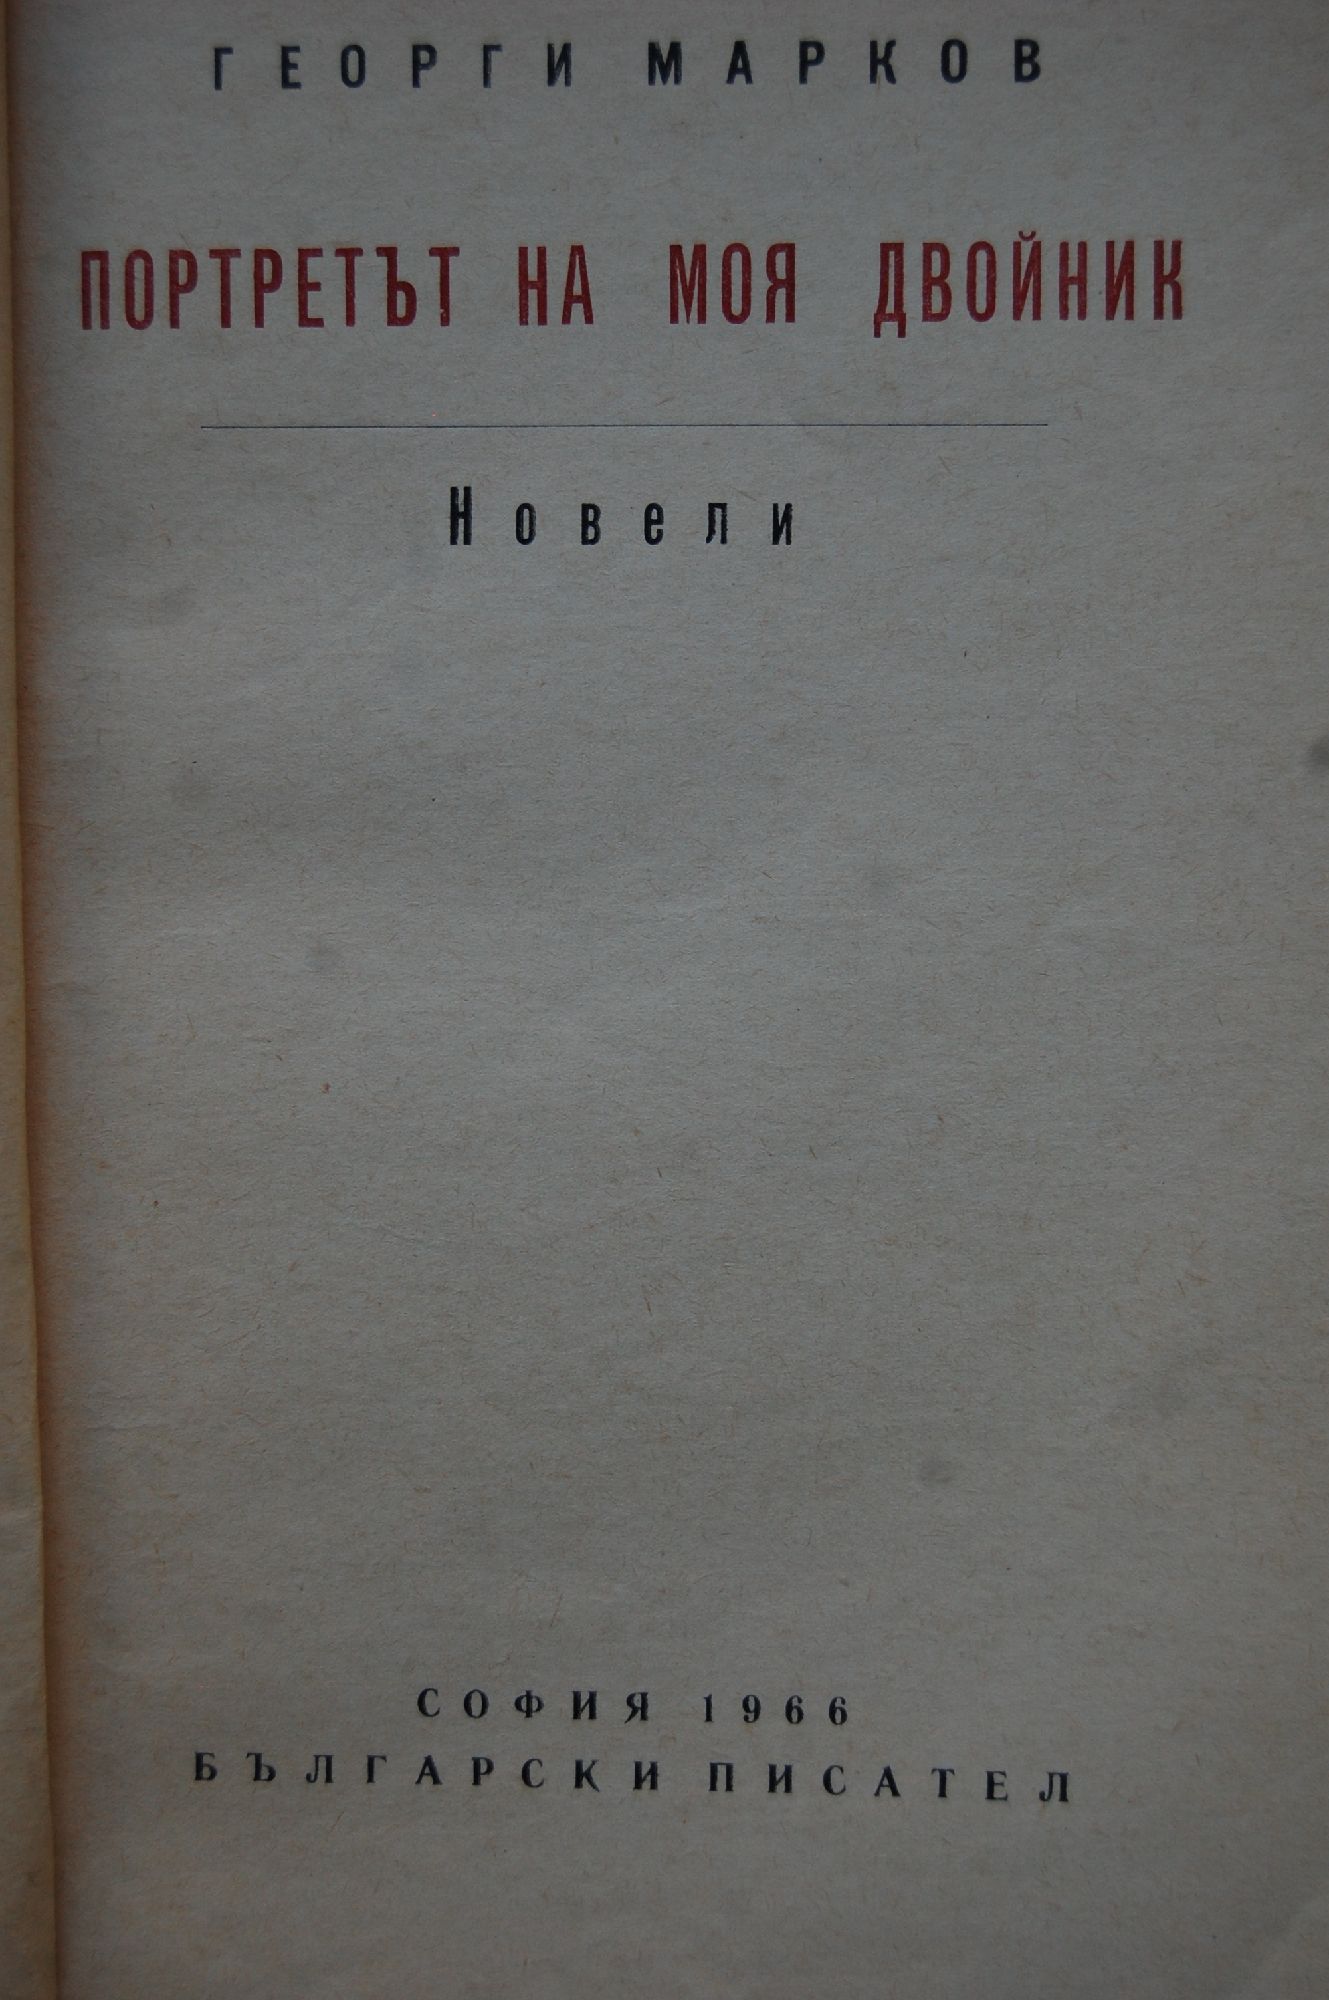 ГЕОРГИ МАРКОВ
ПОРТРЕТЪТ НА МОЯ ДВОЙНИК
Новели
СОФИЯ 1966
БЪЛГАРСКИ ПИСАТЕЛ